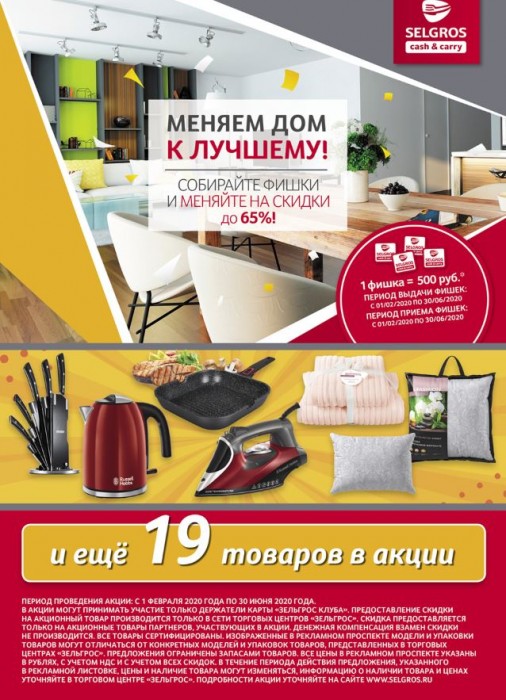 SELGROS
cash & carry
МЕНЯЕМ ДОМ
К ЛУЧШЕМУ!
СОБИРАЙТЕ ФИШКИ
И МЕНЯЙТЕ НА СКИДКИ
до 65%!
1 фишка = 500 руб.*
ПЕРИОД ВЫДАЧИ ФИШЕК:
С 01/02/2020 ПО 30/06/2020
ПЕРИОД ПРИЕМА ФИШЕК:
С 01/02/2020 ПО 30/06/2020
Russell
Hobbs
и ещё 19 товаров в акции
ПЕРИОД ПРОВЕДЕНИЯ АКЦИИ: С 1 ФЕВРАЛЯ 2020 ГОДА ПО 30 ИЮНЯ 2020 ГОДА.
В АКЦИИ МОГУТ ПРИНИМАТЬ УЧАСТИЕ ТОЛЬКО ДЕРЖАТЕЛИ КАРТЫ «ЗЕЛЬГРОС КЛУБА». ПРЕДОСТАВЛЕНИЕ СКИДКИ
НА АКЦИОННЫЙ ТОВАР ПРОИЗВОДИТСЯ ТОЛЬКО В СЕТИ ТОРГОВЫХ ЦЕНТРОВ «ЗЕЛЬГРОС». СКИДКА ПРЕДОСТАВЛЯЕТСЯ
ТОЛЬКО НА АКЦИОННЫЕ ТОВАРЫ ПАРТНЕРОВ, УЧАСТВУЮЩИХ В АКЦИИ. ДЕНЕЖНАЯ КОМПЕНСАЦИЯ ВЗАМЕН СКИДКИ
НЕ ПРОИЗВОДИТСЯ. ВСЕ ТОВАРЫ СЕРТИФИЦИРОВАНЫ. ИЗОБРАЖЕННЫЕ В РЕКЛАМНОМ ПРОСПЕКТЕ МОДЕЛИ И УПАКОВКИ
ТОВАРОВ МОГУТ ОТЛИЧАТЬСЯ ОТ КОНКРЕТНЫХ МОДЕЛЕЙ И УПАКОВОК ТОВАРОВ, ПРЕДСТАВЛЕННЫХ В ТОРГОВЫХ
ЦЕНТРАХ «ЗЕЛЬГРОС». ПРЕДЛОЖЕНИЯ ОГРАНИЧЕНЫ ЗАПАСАМИ ТОВАРА. ВСЕ ЦЕНЫ В РЕКЛАМНОМ ПРОСПЕКТЕ УКАЗАНЫ
В РУБЛЯХ, С УЧЕТОМ НДС И С УЧЕТОМ ВСЕХ СКИДОК. В ТЕЧЕНИЕ ПЕРИОДА ДЕЙСТВИЯ ПРЕДЛОЖЕНИЯ, УКАЗАННОГО
В РЕКЛАМНОЙ ЛИСТОВКЕ, ЦЕНЫ И НАЛИЧИЕ ТОВАРА МОГУТ ИЗМЕНЯТЬСЯ. ИНФОРМАЦИЮ О НАЛИЧИИ ТОВАРА И ЦЕНАХ
УТОЧНЯЙТЕ В ТОРГОВОМ ЦЕНТРЕ «ЗЕЛЬГРОС». ПОДРОБНОСТИ АКЦИИ УТОЧНЯЙТЕ НА САЙТЕ WWW.SELGROS.RU